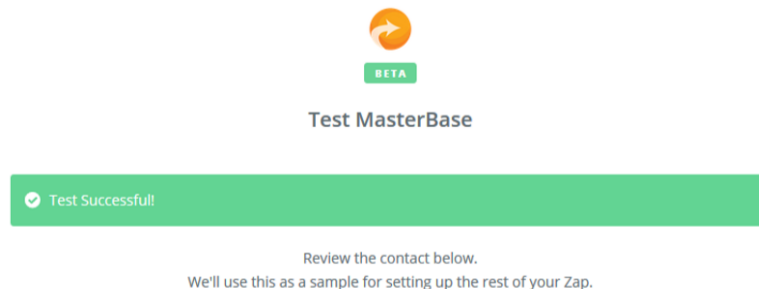 BETA
Test MasterBase
Test Successful!
Review the contact below.
We'll use this as a sample for setting up the rest of your Zap.